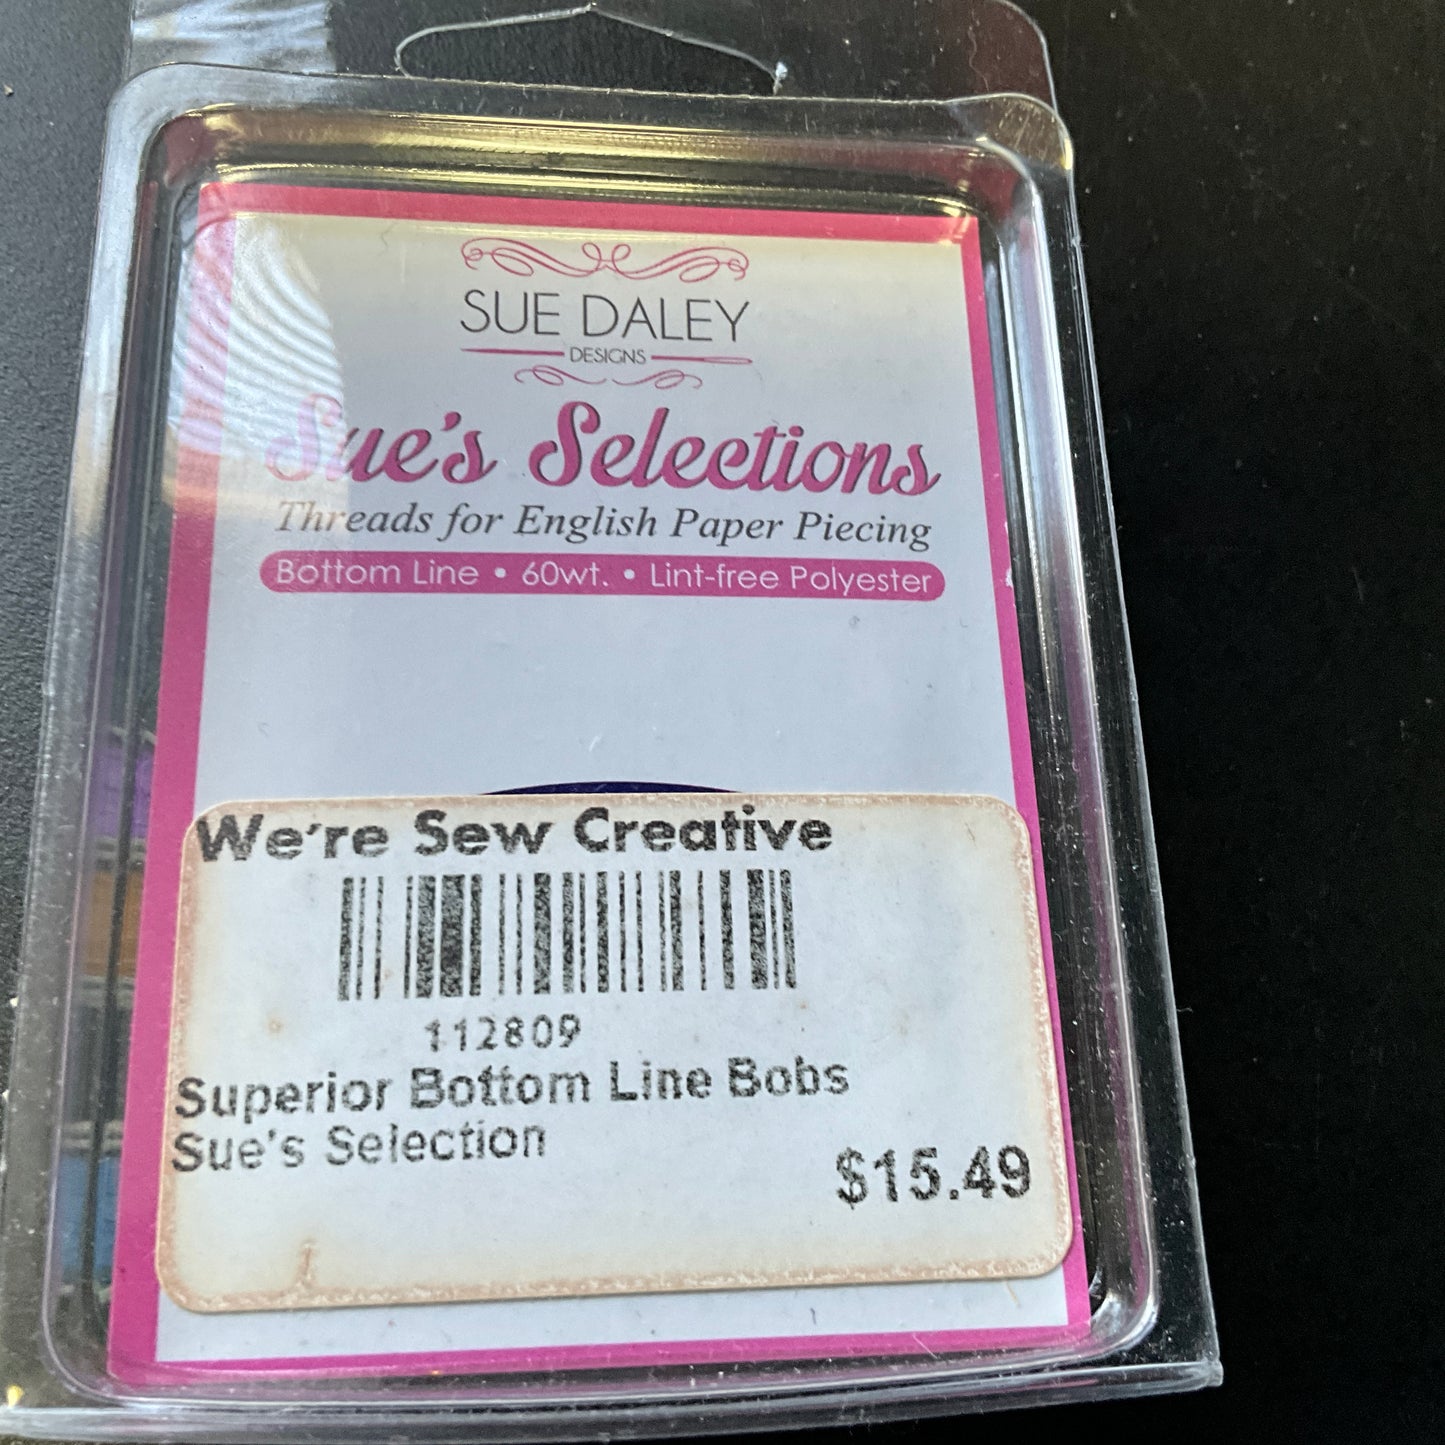 SUE DALEY
DESIGNS
Sue's Selections
Threads for English Paper Piecing
Bottom Line • 60wt. • Lint-free Polyester
We're Sew Creative
112809
Superior Bottom Line Bobs
Sue's Selection
$15.49